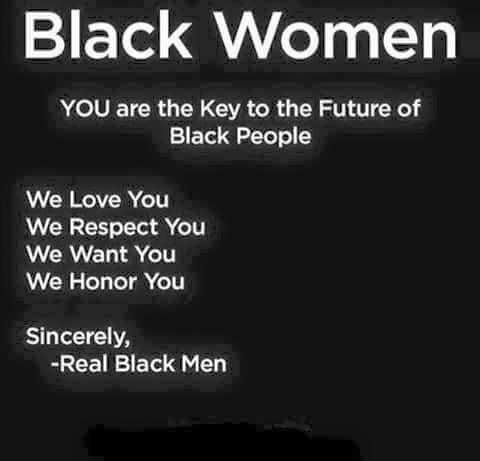 Black Women
YOU are the Key to the Future of
Black People
We Love You
We Respect You
We Want You
We Honor You
Sincerely,
-Real Black Men